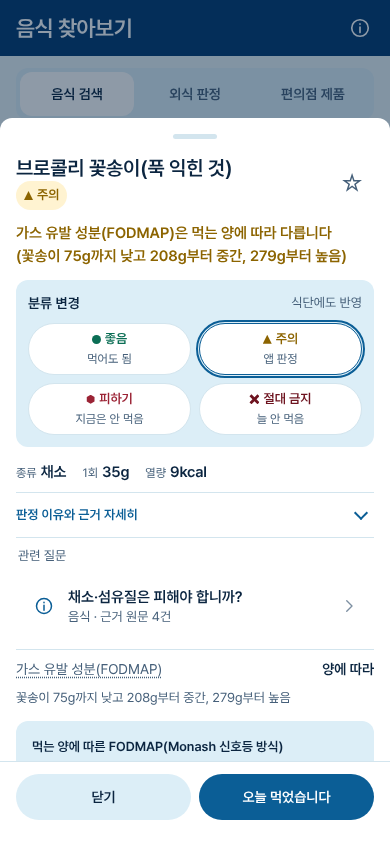 음식 찾아보기
음식 검색
외식 판정
편의점 제품
브로콜리 꽃송이(푹 익힌 것)
▲ 주의
가스 유발 성분(FODMAP)은 먹는 양에 따라 다릅니다
(꽃송이 75g까지 낮고 208g부터 중간, 279g부터 높음)
분류 변경 식단에도 반영
● 좋음
먹어도 됨
▲ 주의
앱 판정
피하기
지금은 안 먹음
✖ 절대 금지
늘 안 먹음
종류 채소 1회 35g 열량 9kcal
판정 이유와 근거 자세히
관련 질문
채소·섬유질은 피해야 합니까?
음식 · 근거 원문 4건
가스 유발 성분(FODMAP) 양에 따라
꽃송이 75g까지 낮고 208g부터 중간, 279g부터 높음
먹는 양에 따른 FODMAP(Monash 신호등 방식)
닫기
오늘 먹었습니다